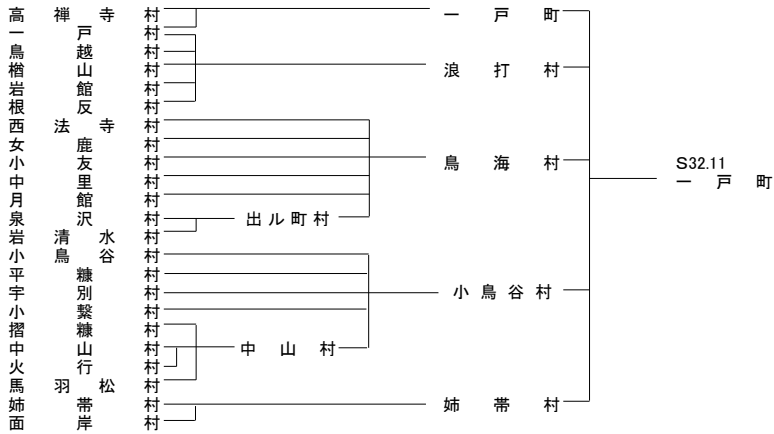 高禅寺村 一戸町
一戸村
鳥越村
楢山村 浪打村
岩館村
根反村
西法寺村
女鹿村
小友村 鳥海村 S32.11
中里村 一戸町
月館村
泉沢村 出ル町村
岩清水村
小鳥谷村
平糠村
宇別村 小鳥谷村
小繋村
摺糠村
中山村 中山村
火行村
馬羽松村
姉帯村 姉帯村
面岸村